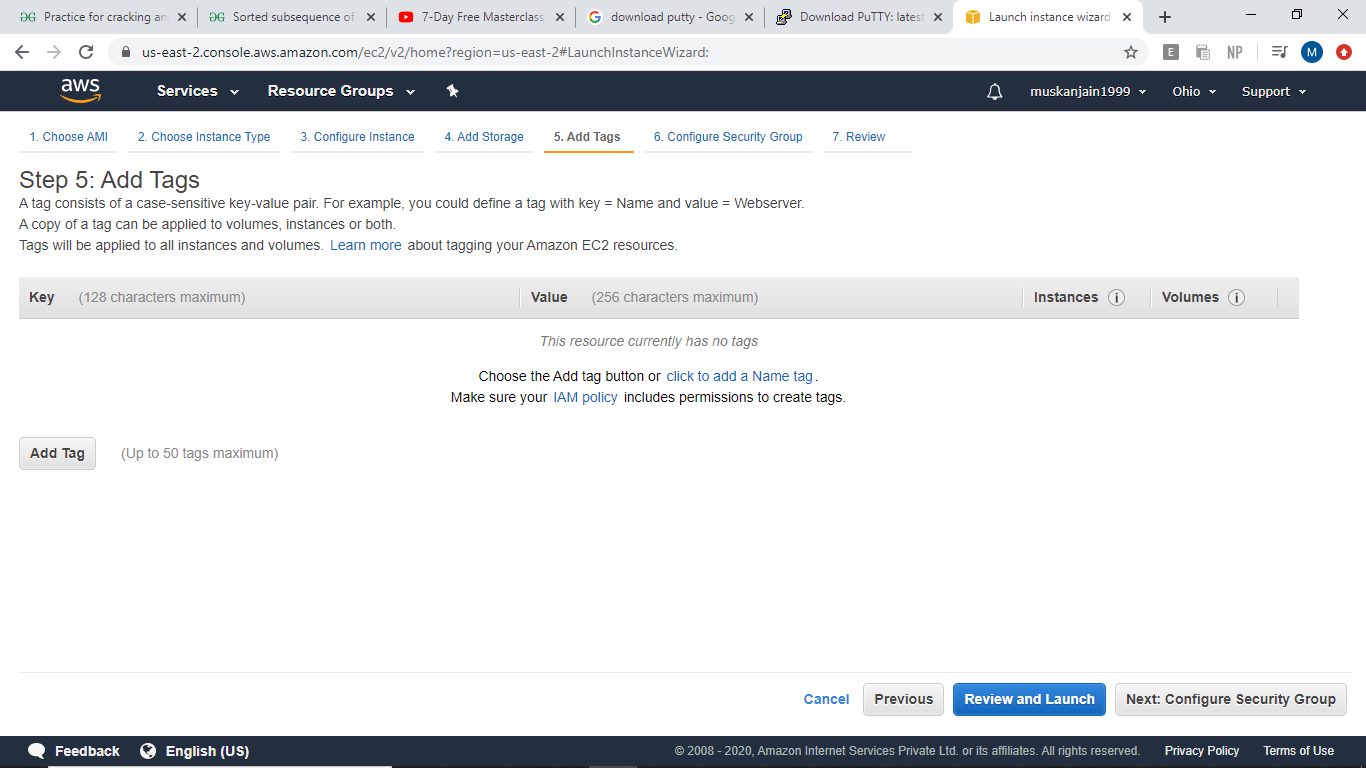 Practice for cracking an
Sorted subsequence of
7-Day Free Masterclass
download putty - Goog
Download PuTTY: latest
Launch instance wizard
us-east-2.console.aws.amazon.com/ec2/v2/home?region=us-east-2#LaunchInstanceWizard:
E
NP
M
aws
Services
Resource Groups
muskanjain1999
Ohio
Support
1. Choose AMI
2. Choose Instance Type
3. Configure Instance
4. Add Storage
5. Add Tags
6. Configure Security Group
7. Review
Step 5: Add Tags
A tag consists of a case-sensitive key-value pair. For example, you could define a tag with key = Name and value = Webserver.
A copy of a tag can be applied to volumes, instances or both.
Tags will be applied to all instances and volumes. Learn more about tagging your Amazon EC2 resources.
Key (128 characters maximum)
Value (256 characters maximum)
Instances i
Volumes i
This resource currently has no tags
Choose the Add tag button or click to add a Name tag.
Make sure your IAM policy includes permissions to create tags.
Add Tag (Up to 50 tags maximum)
Cancel
Previous
Review and Launch
Next: Configure Security Group
Feedback
English (US)
© 2008 - 2020, Amazon Internet Services Private Ltd. or its affiliates. All rights reserved.
Privacy Policy
Terms of Use